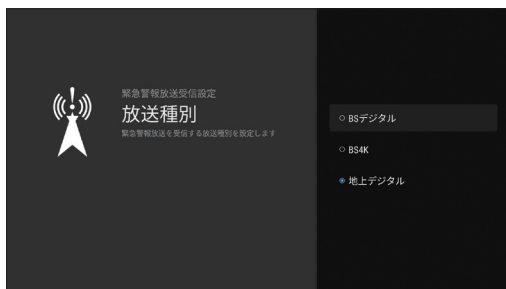 緊急警報放送受信設定
放送種別
緊急警報放送を受信する放送種別を設定します
BSデジタル
BS4K
地上デジタル